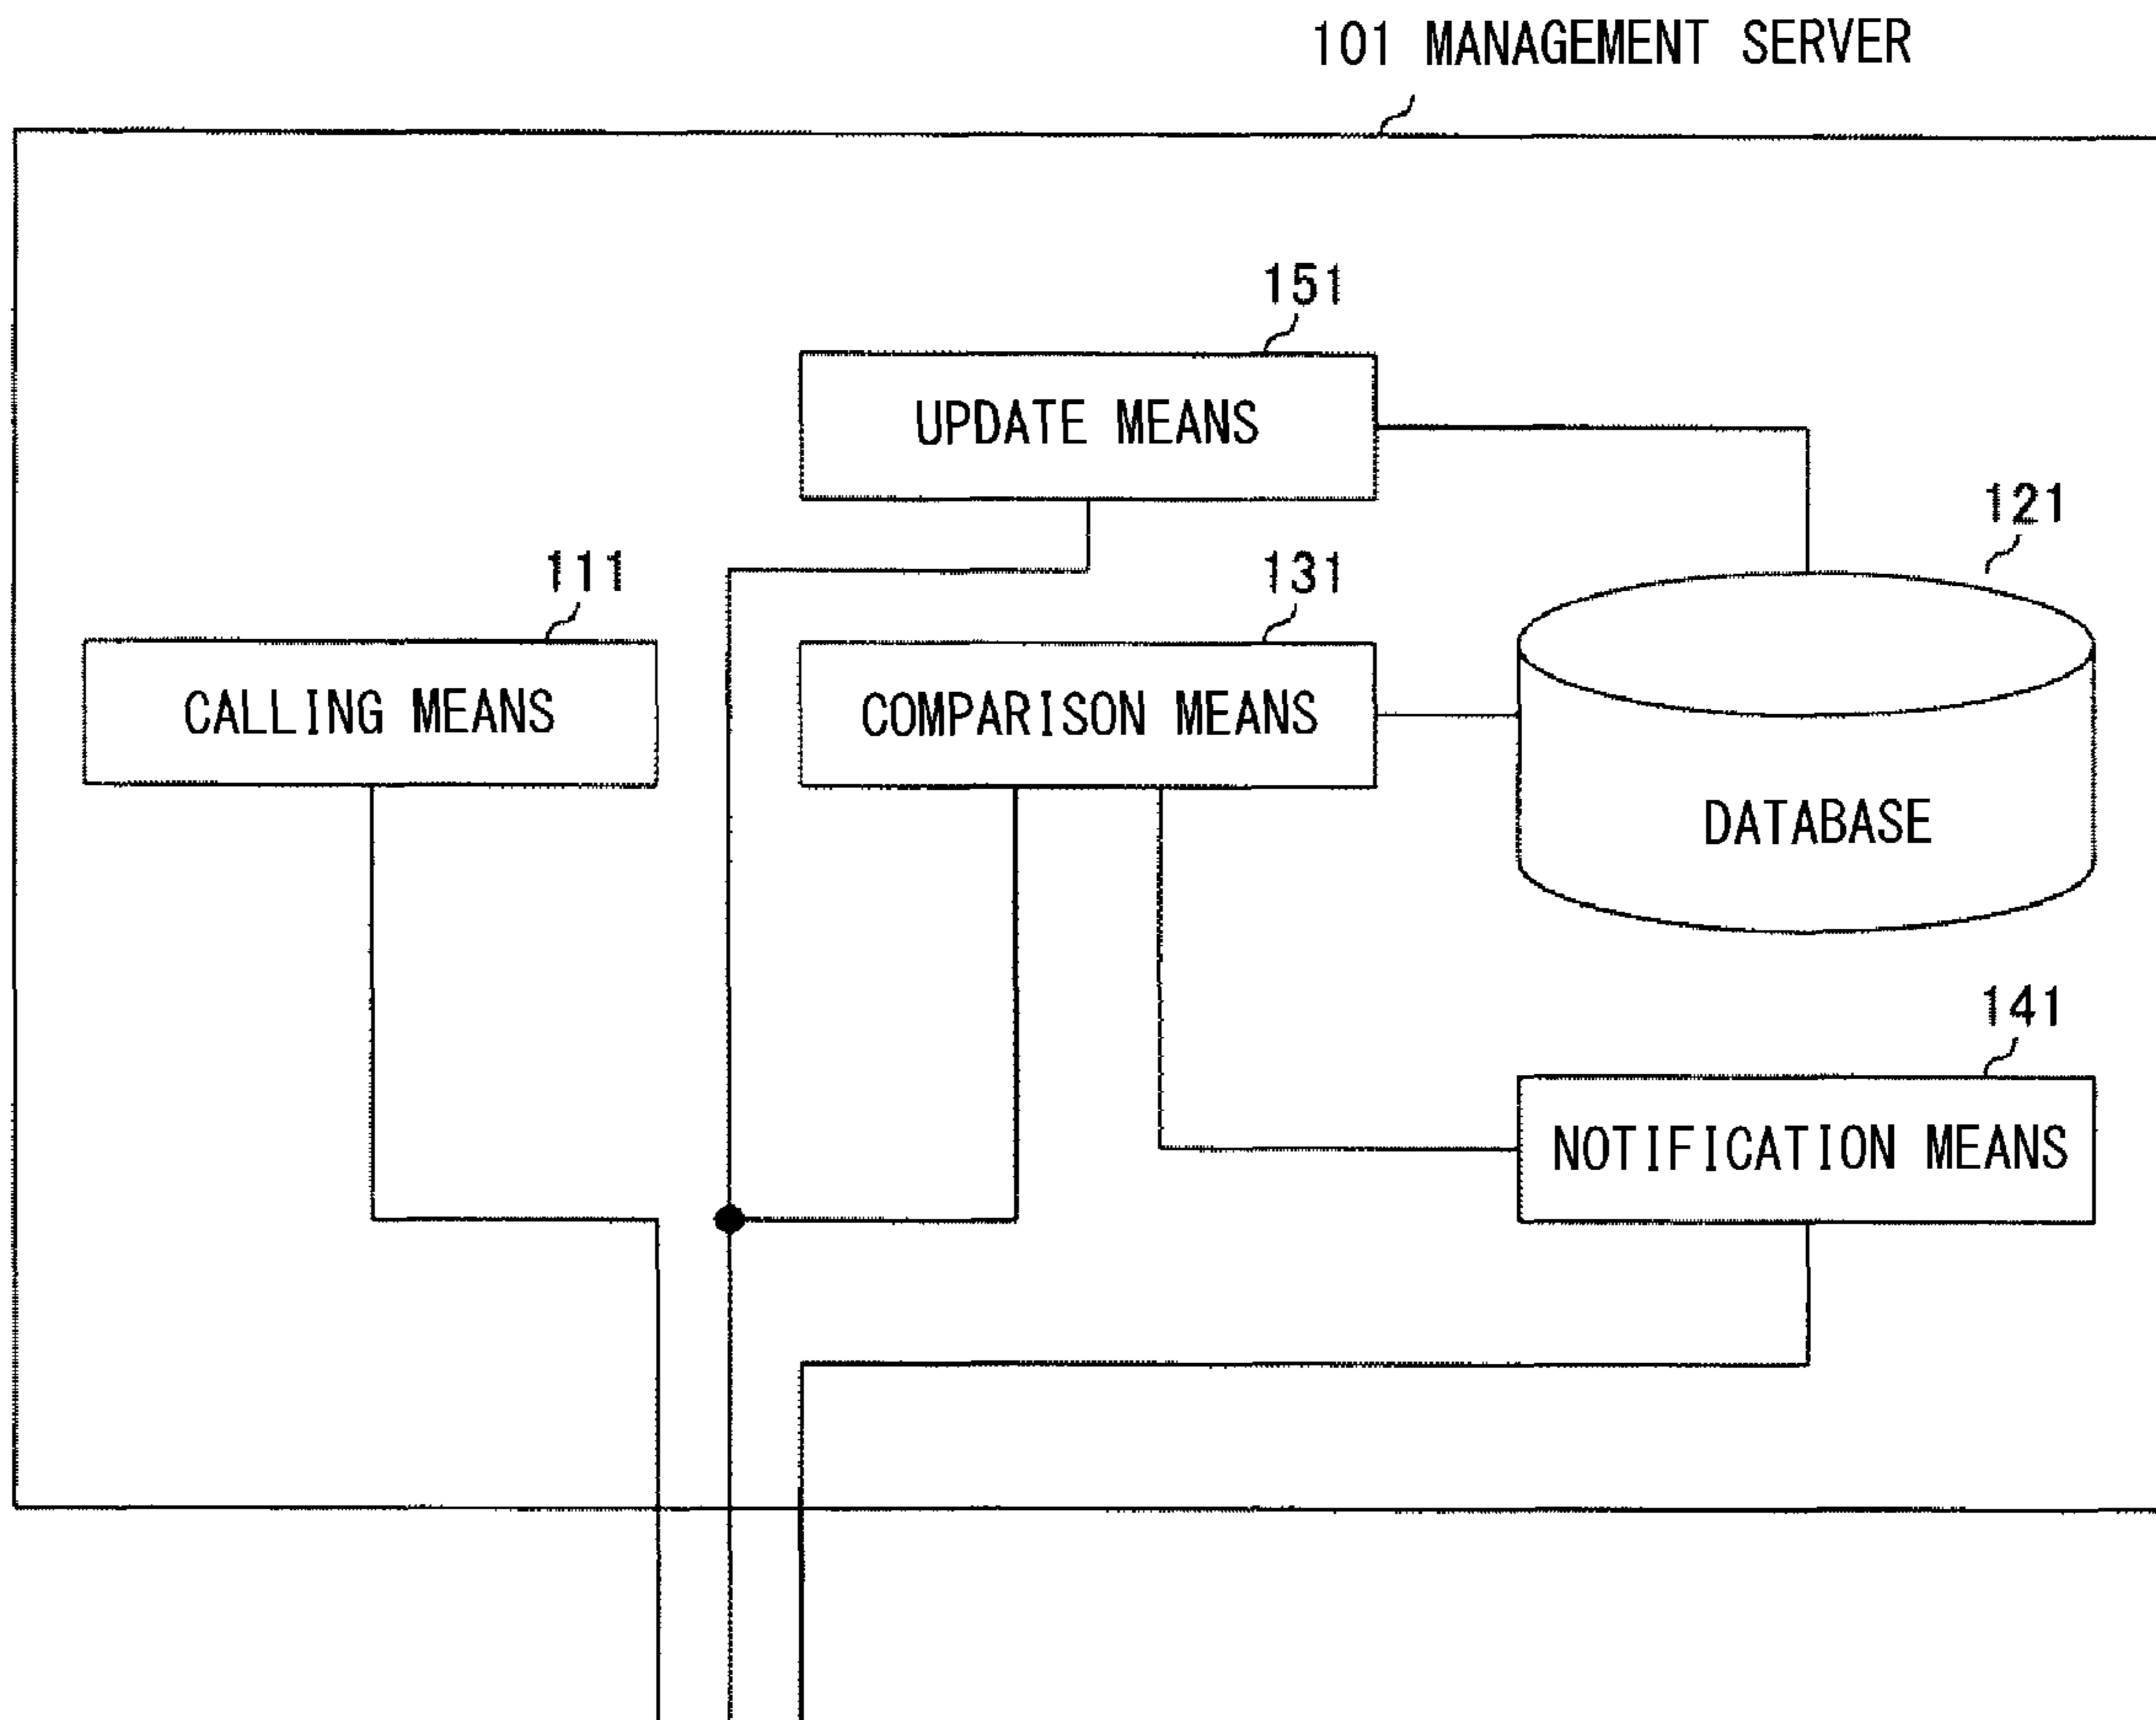 101 MANAGEMENT SERVER
151
UPDATE MEANS
121
111
131
CALLING MEANS
COMPARISON MEANS
DATABASE
141
NOTIFICATION MEANS